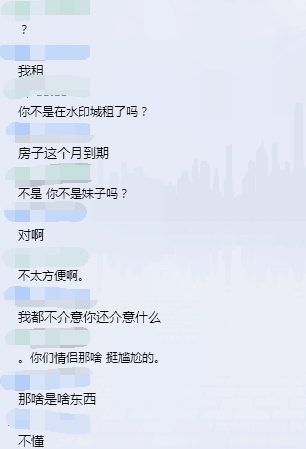 ？
我租
你不是在水印城租了吗？
房子这个月到期
不是 你不是妹子吗？
对啊
不太方便啊。
我都不介意你还介意什么
。你们情侣那啥 挺尴尬的。
那啥是啥东西
不懂